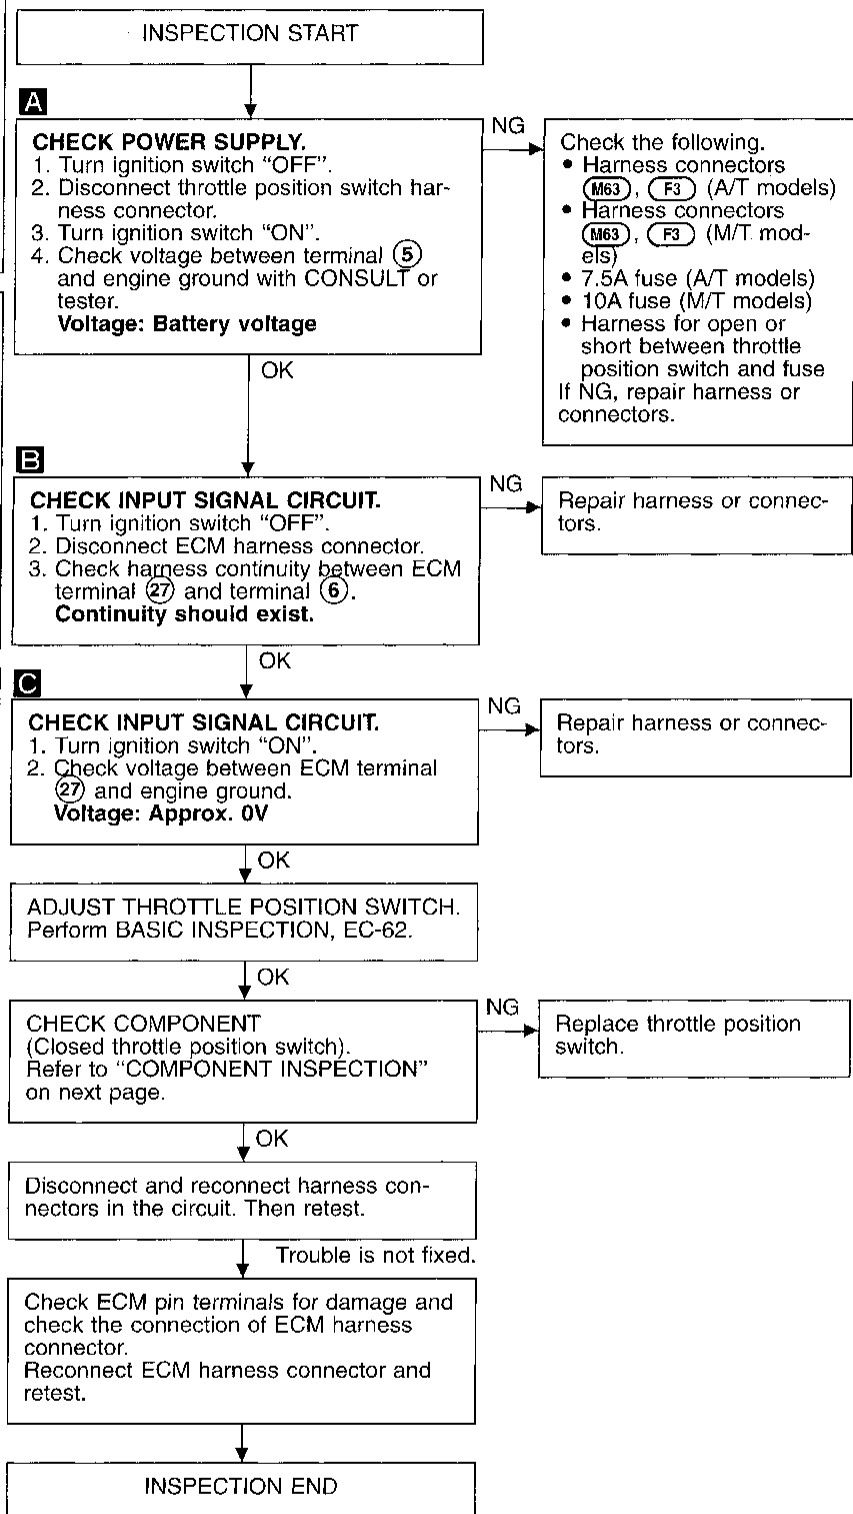 INSPECTION START
A
CHECK POWER SUPPLY.
1. Turn ignition switch “OFF”.
2. Disconnect throttle position switch har-
ness connector.
3. Turn ignition switch “ON”.
4. Check voltage between terminal 5
and engine ground with CONSULT or
tester.
Voltage: Battery voltage
NG
Check the following.
• Harness connectors
M63, F3 (A/T models)
• Harness connectors
M63, F3 (M/T mod-
els)
• 7.5A fuse (A/T models)
• 10A fuse (M/T models)
• Harness for open or
short between throttle
position switch and fuse
If NG, repair harness or
connectors.
OK
B
CHECK INPUT SIGNAL CIRCUIT.
1. Turn ignition switch “OFF”.
2. Disconnect ECM harness connector.
3. Check harness continuity between ECM
terminal 27 and terminal 6.
Continuity should exist.
NG
Repair harness or connec-
tors.
OK
C
CHECK INPUT SIGNAL CIRCUIT.
1. Turn ignition switch “ON”.
2. Check voltage between ECM terminal
27 and engine ground.
Voltage: Approx. 0V
NG
Repair harness or connec-
tors.
OK
ADJUST THROTTLE POSITION SWITCH.
Perform BASIC INSPECTION, EC-62.
OK
CHECK COMPONENT
(Closed throttle position switch).
Refer to “COMPONENT INSPECTION”
on next page.
NG
Replace throttle position
switch.
OK
Disconnect and reconnect harness con-
nectors in the circuit. Then retest.
Trouble is not fixed.
Check ECM pin terminals for damage and
check the connection of ECM harness
connector.
Reconnect ECM harness connector and
retest.
INSPECTION END